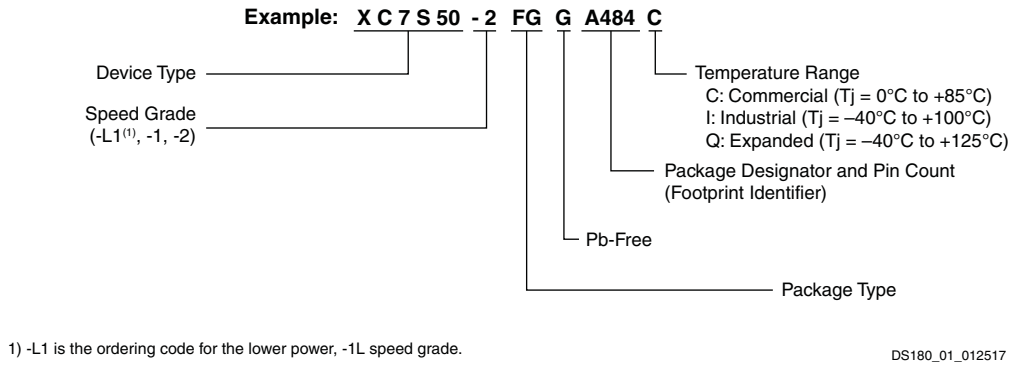 Example: X C 7 S 50 - 2 FG G A484 C
Device Type
Speed Grade
(-L1(1), -1, -2)
Temperature Range
C: Commercial (Tj = 0°C to +85°C)
I: Industrial (Tj = –40°C to +100°C)
Q: Expanded (Tj = –40°C to +125°C)
Package Designator and Pin Count
(Footprint Identifier)
Pb-Free
Package Type
1) -L1 is the ordering code for the lower power, -1L speed grade.
DS180_01_012517